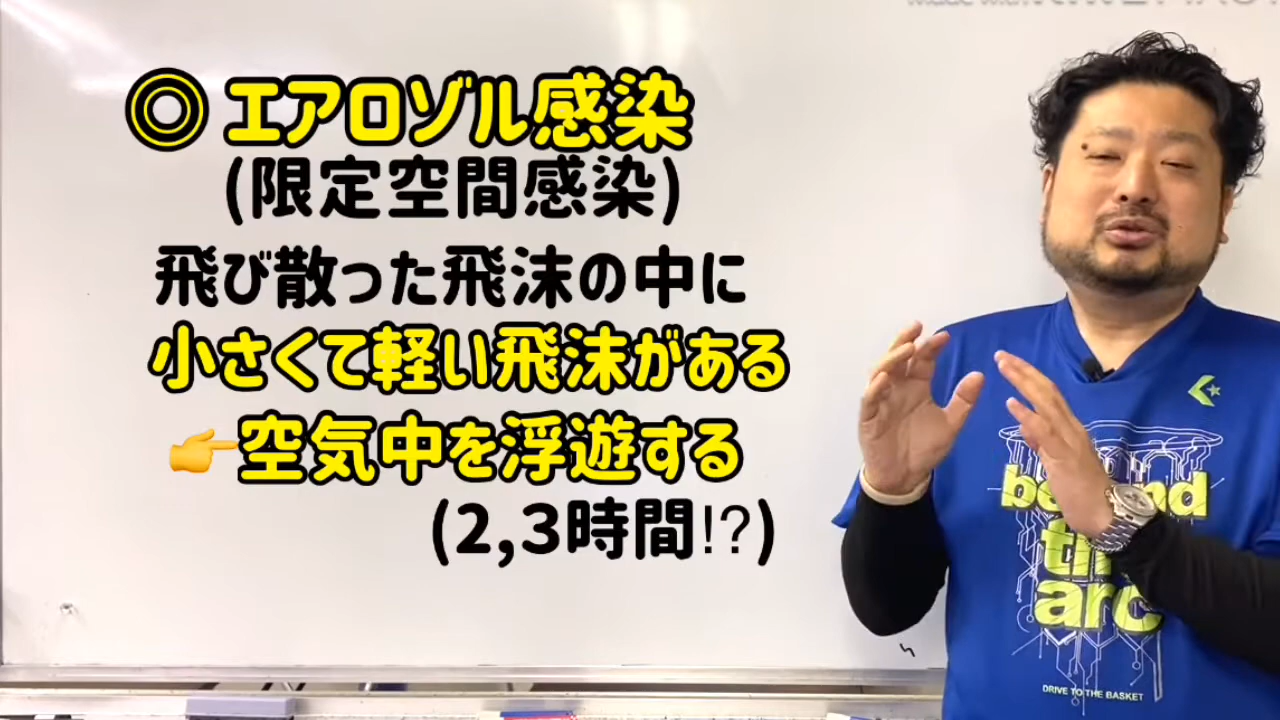 ◎ エアロゾル感染
(限定空間感染)
飛び散った飛沫の中に
小さくて軽い飛沫がある
👉空気中を浮遊する
(2,3時間⁉)
beyond
the
arc
DRIVE TO THE BASKET